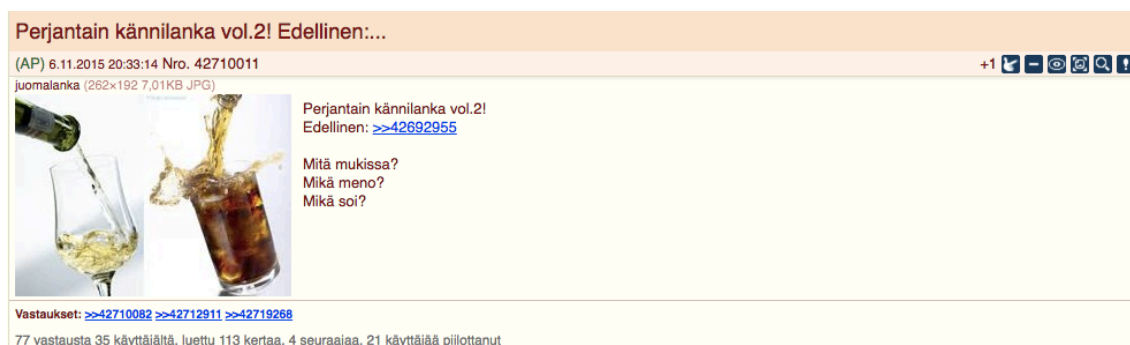 Perjantain kännilanka vol.2! Edellinen:...
(AP) 6.11.2015 20:33:14 Nro. 42710011
+1
juomalanka (262×192 7,01KB JPG)
Perjantain kännilanka vol.2!
Edellinen: >>42692955
Mitä mukissa?
Mikä meno?
Mikä soi?
Vastaukset: >>42710082 >>42712911 >>42719268
77 vastausta 35 käyttäjältä, luettu 113 kertaa, 4 seuraajaa, 21 käyttäjää piilottanut